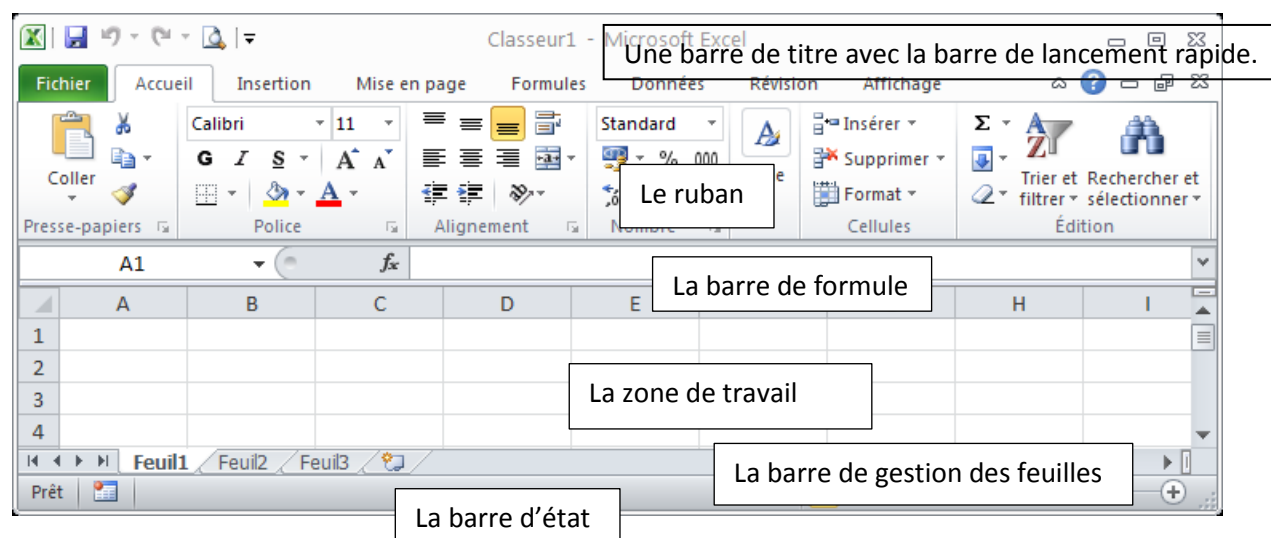 Classeur1 - Microsoft Excel
Une barre de titre avec la barre de lancement rapide.
Fichier Accueil Insertion Mise en page Formules Données Révision Affichage
Calibri 11 Standard Insérer
G I S A A % 000 Supprimer
Coller Trier et Rechercher et
Le ruban
Format filtrer sélectionner
Presse-papiers Police Alignement Nombre Cellules Édition
A1 fx
La barre de formule
A B C D E H I
1
2
3
La zone de travail
4
Feuil1 Feuil2 Feuil3
La barre de gestion des feuilles
Prêt
La barre d’état